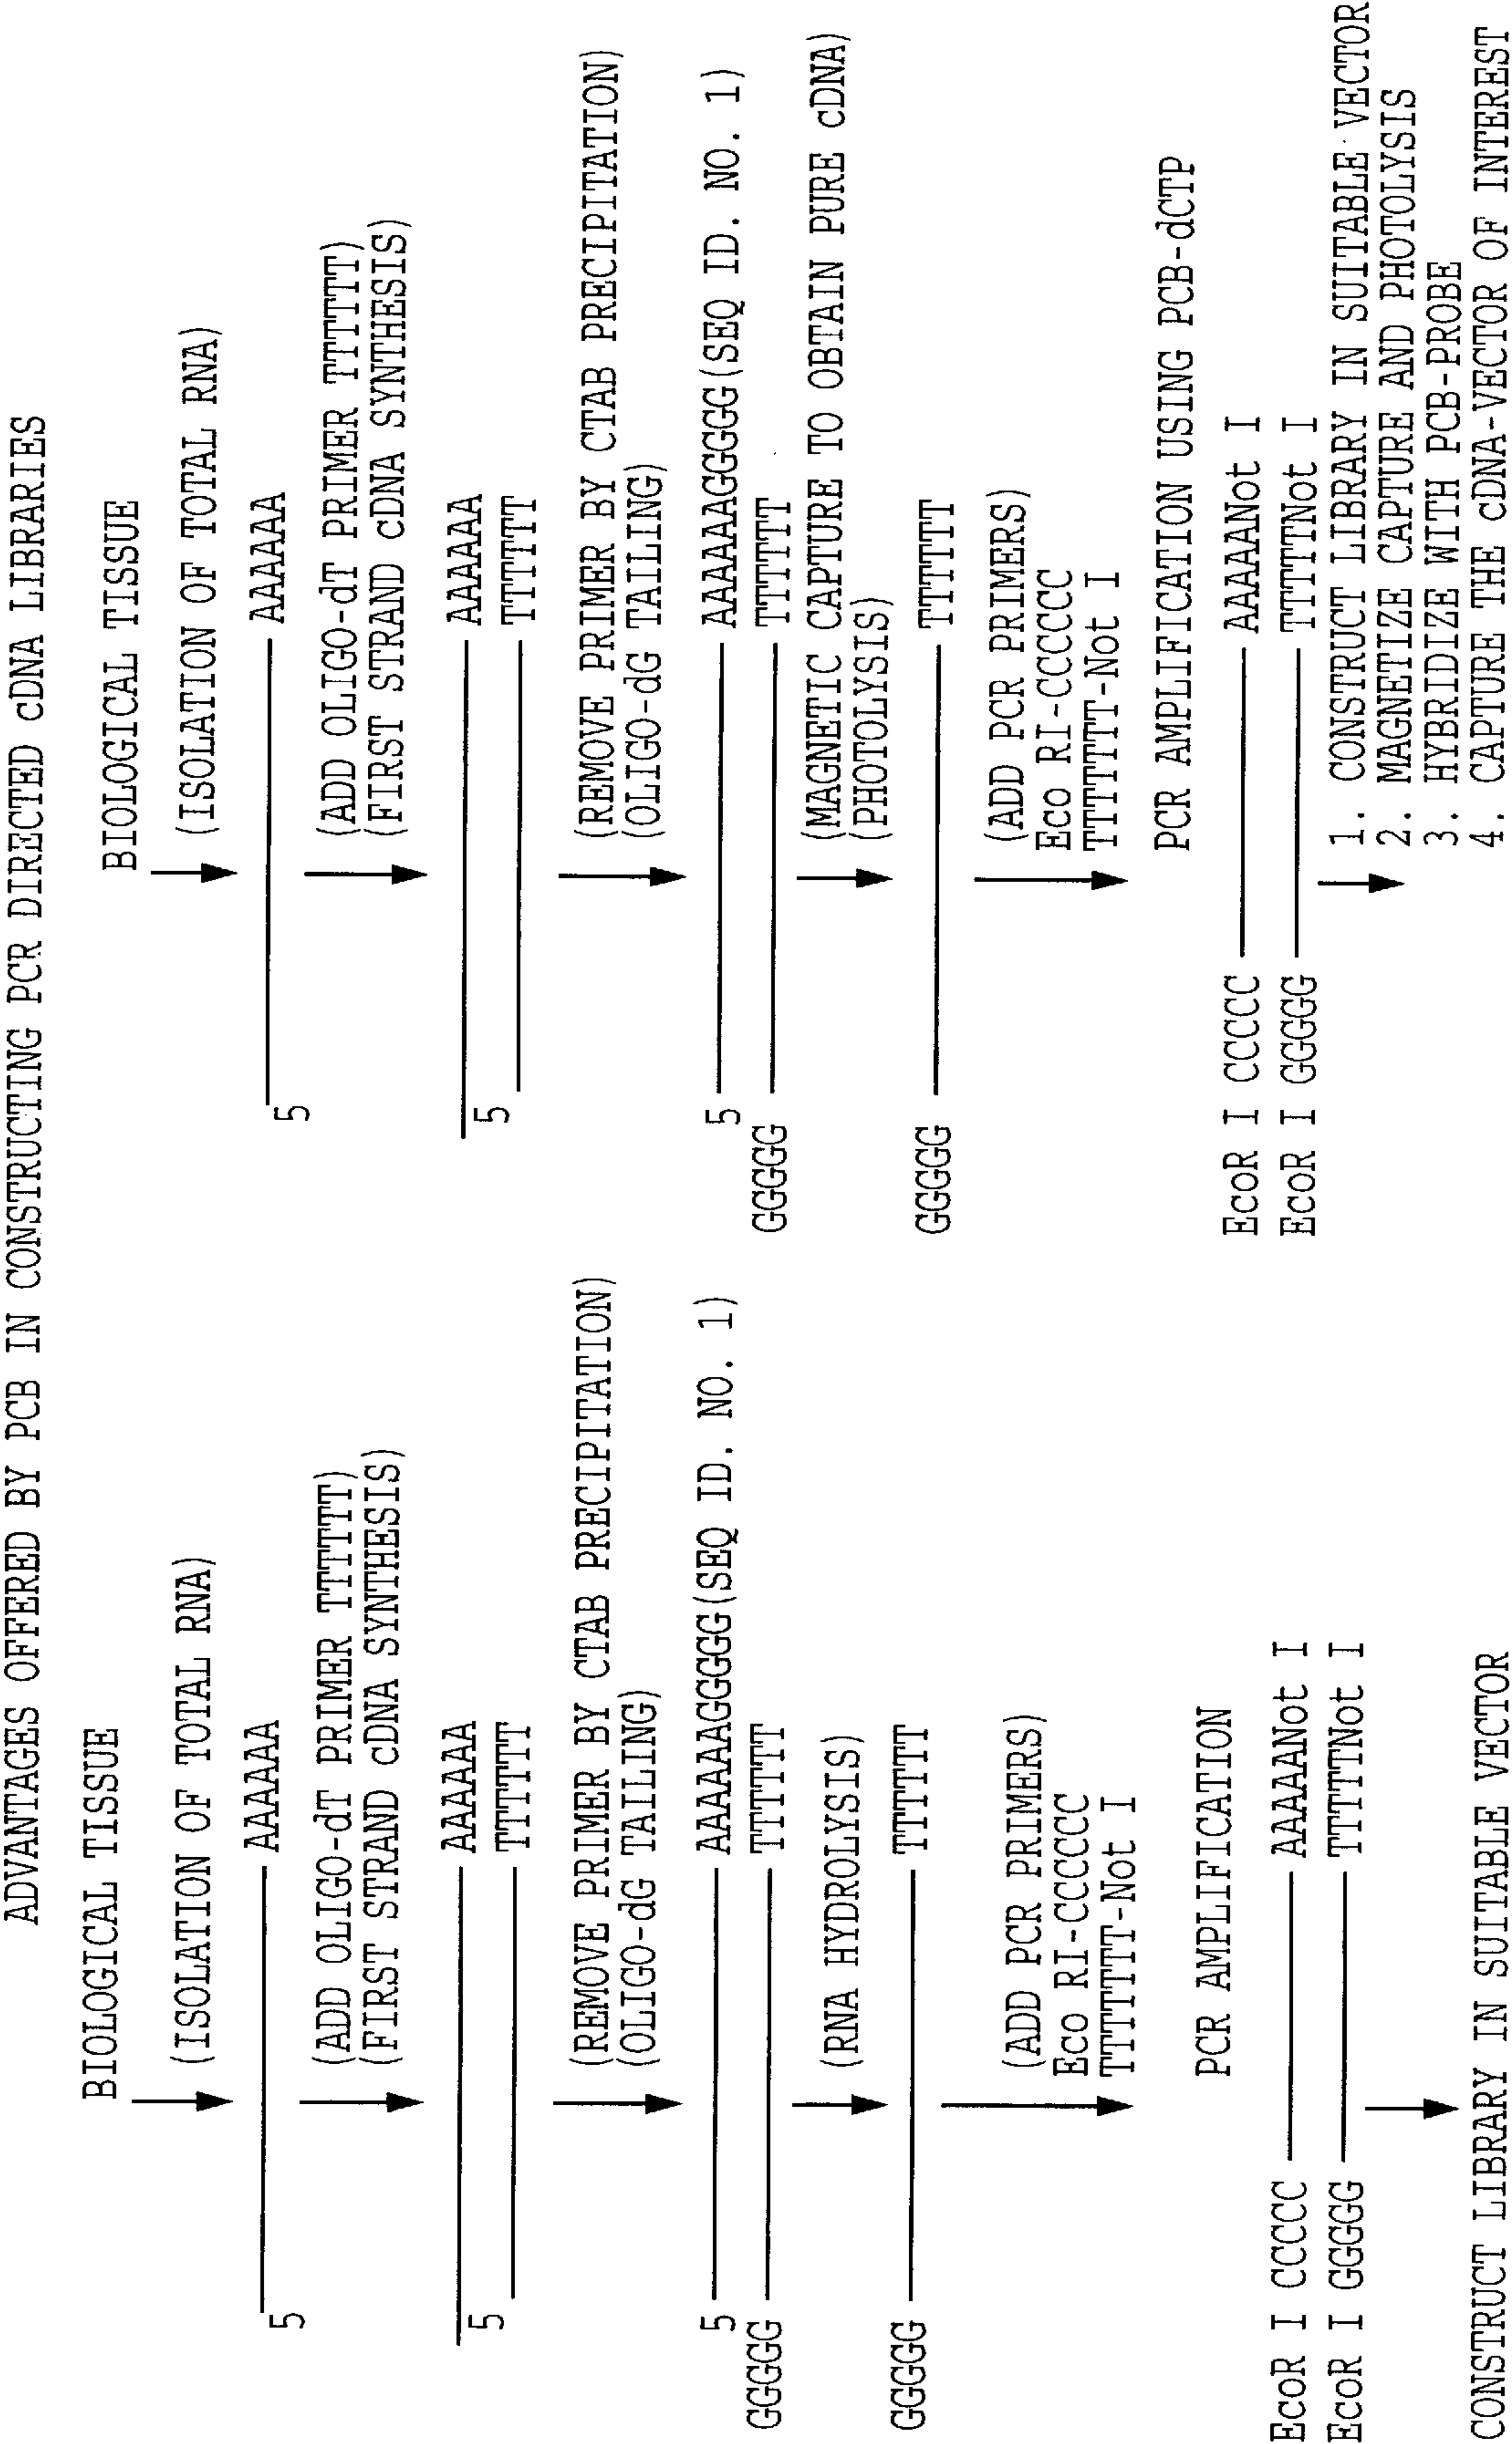 ADVANTAGES OFFERED BY PCB IN CONSTRUCTING PCR DIRECTED cDNA LIBRARIES
BIOLOGICAL TISSUE
(ISOLATION OF TOTAL RNA)
AAAAAA
5
(ADD OLIGO-dT PRIMER TTTTTT)
(FIRST STRAND cDNA SYNTHESIS)
AAAAAA
5
TTTTTT
(REMOVE PRIMER BY CTAB PRECIPITATION)
(OLIGO-dG TAILING)
5
AAAAAAGGGGG(SEQ ID. NO. 1)
GGGGG
TTTTTT
(RNA HYDROLYSIS)
GGGGG
TTTTTT
(ADD PCR PRIMERS)
Eco RI-CCCCCC
TTTTTTT-Not I
PCR AMPLIFICATION
EcoR I CCCCC
AAAAANot I
EcoR I GGGGG
TTTTTTNot I
CONSTRUCT LIBRARY IN SUITABLE VECTOR
BIOLOGICAL TISSUE
(ISOLATION OF TOTAL RNA)
AAAAAA
5
(ADD OLIGO-dT PRIMER TTTTTT)
(FIRST STRAND cDNA SYNTHESIS)
AAAAAA
5
TTTTTT
(REMOVE PRIMER BY CTAB PRECIPITATION)
(OLIGO-dG TAILING)
5
AAAAAAGGGGG(SEQ ID. NO. 1)
GGGGG
TTTTTT
(MAGNETIC CAPTURE TO OBTAIN PURE cDNA)
(PHOTOLYSIS)
GGGGG
TTTTTT
(ADD PCR PRIMERS)
Eco RI-CCCCCC
TTTTTTT-Not I
PCR AMPLIFICATION USING PCB-dCTP
EcoR I CCCCC
AAAAANot I
EcoR I GGGGG
TTTTTTNot I
1. CONSTRUCT LIBRARY IN SUITABLE VECTOR
2. MAGNETIZE CAPTURE AND PHOTOLYSIS
3. HYBRIDIZE WITH PCB-PROBE
4. CAPTURE THE cDNA-VECTOR OF INTEREST